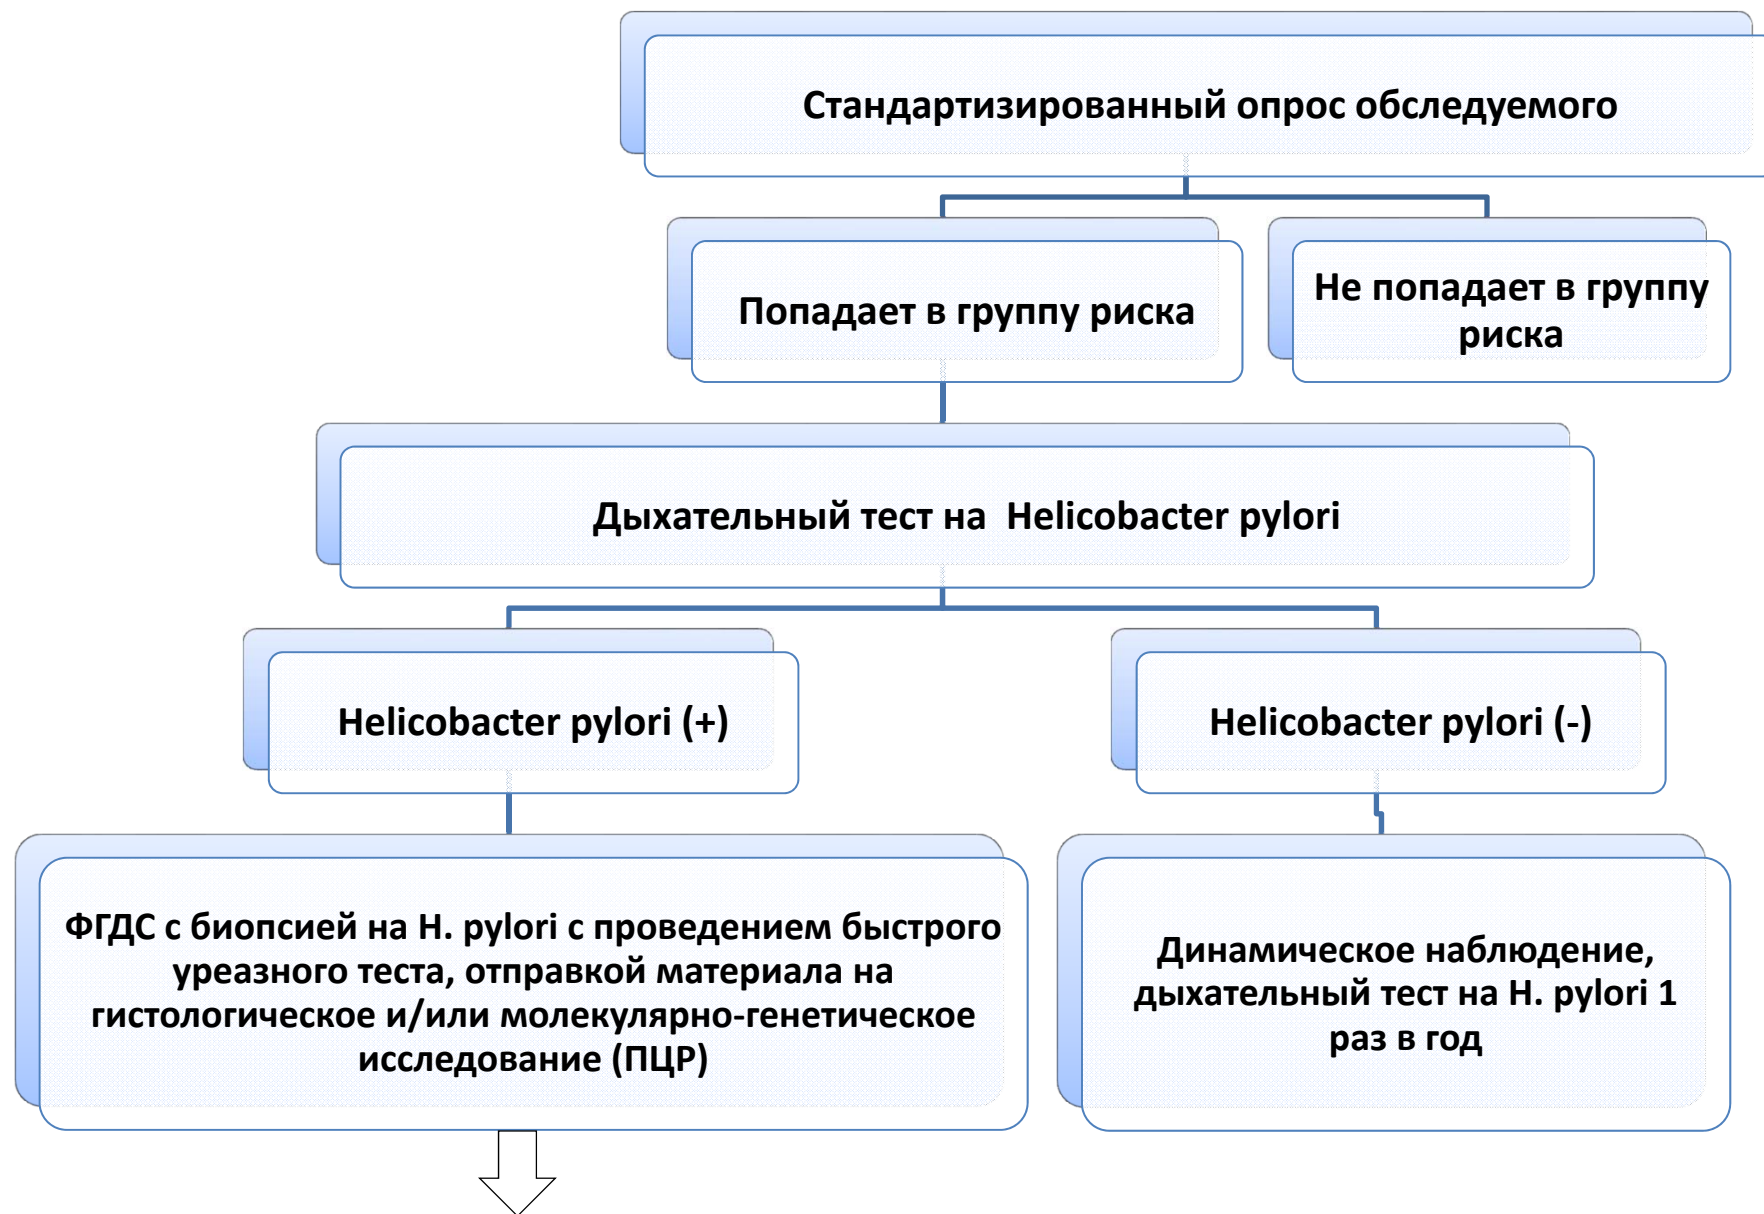 Стандартизированный опрос обследуемого
Попадает в группу риска
Не попадает в группу
риска
Дыхательный тест на Helicobacter pylori
Helicobacter pylori (+)
Helicobacter pylori (-)
ФГДС с биопсией на H. pylori с проведением быстрого
уреазного теста, отправкой материала на
гистологическое и/или молекулярно-генетическое
исследование (ПЦР)
Динамическое наблюдение,
дыхательный тест на H. pylori 1
раз в год